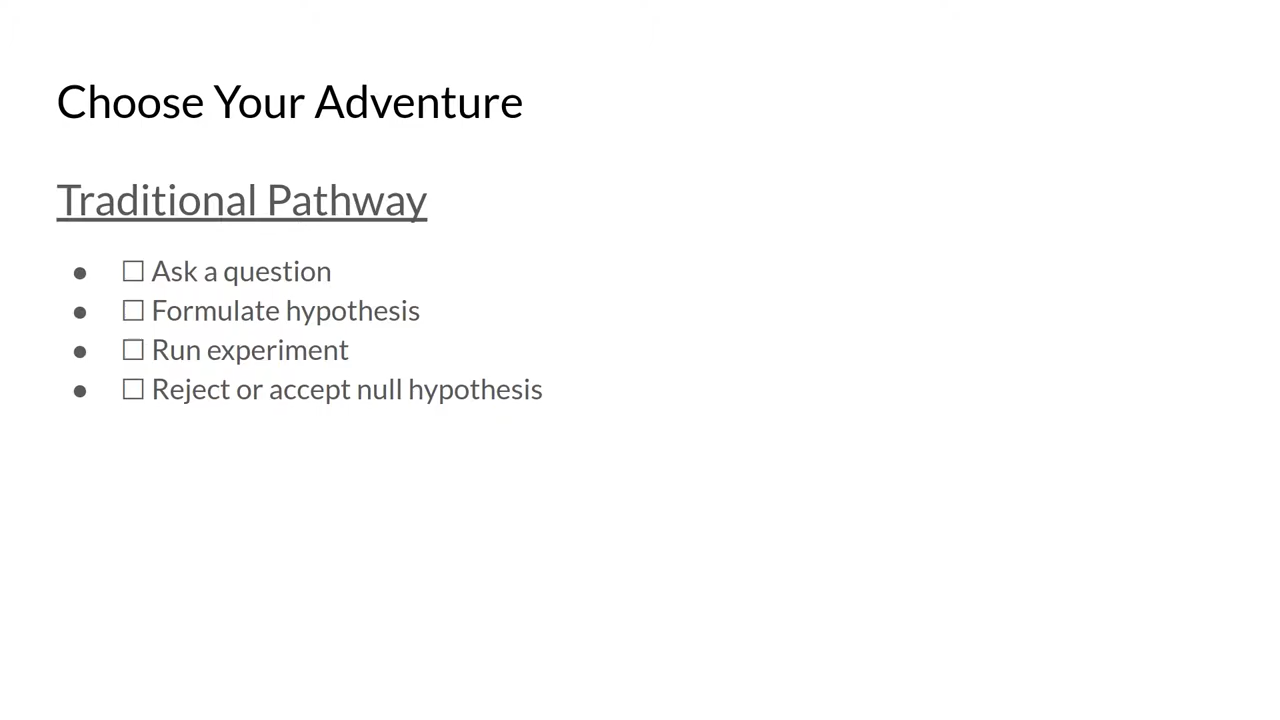 Choose Your Adventure
Traditional Pathway
● ☐ Ask a question
● ☐ Formulate hypothesis
● ☐ Run experiment
● ☐ Reject or accept null hypothesis